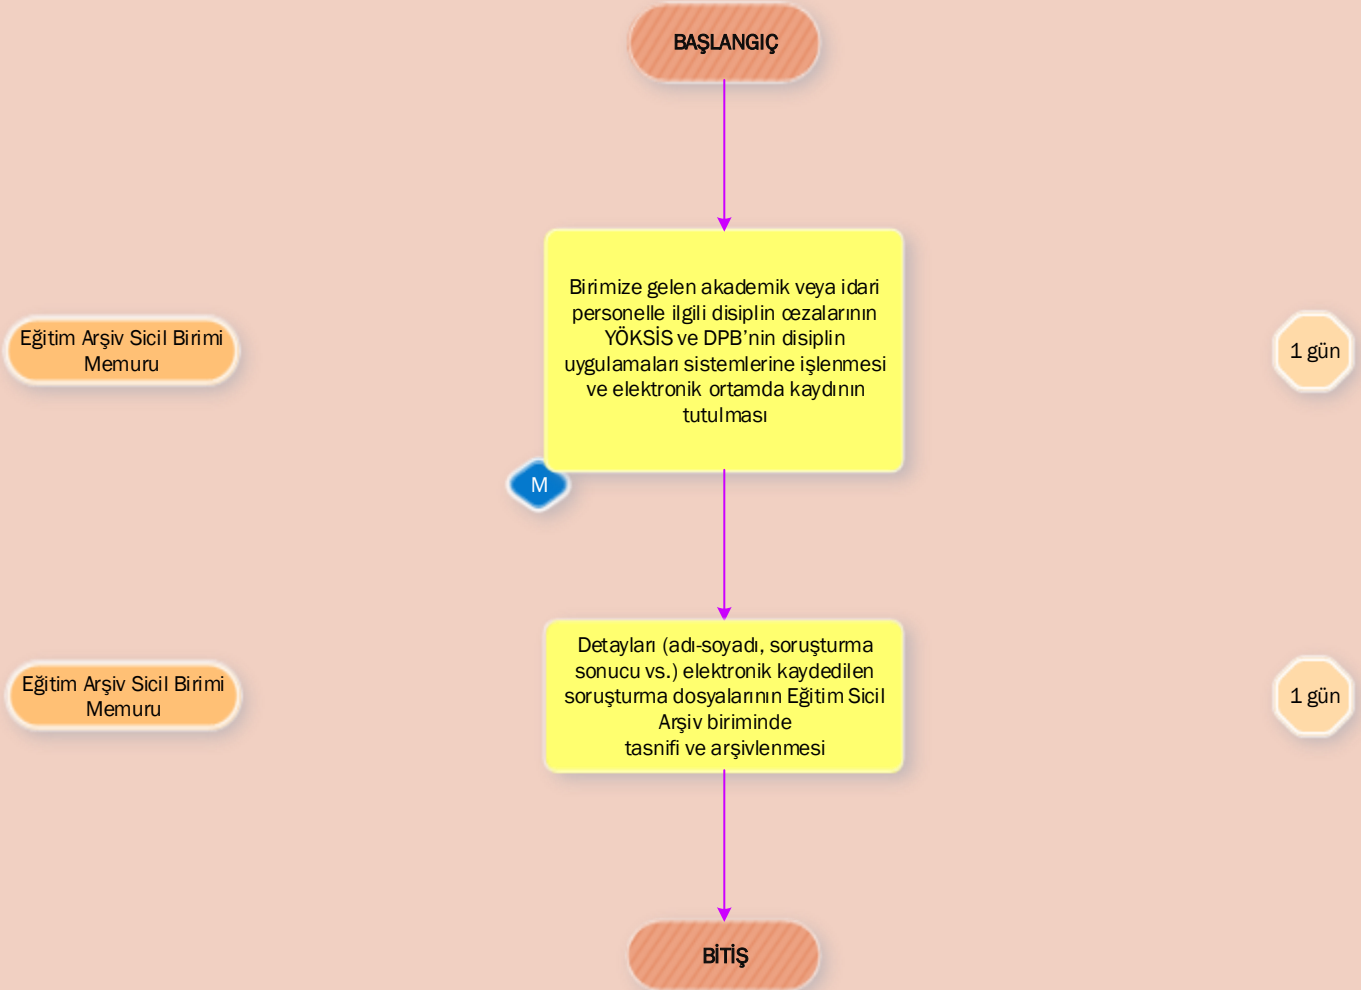 BAŞLANGIÇ
Birimize gelen akademik veya idari
personelle ilgili disiplin cezalarının
YÖKSİS ve DPB'nin disiplin
uygulamaları sistemlerine işlenmesi
ve elektronik ortamda kaydının
tutulması
Eğitim Arşiv Sicil Birimi
Memuru
1 gün
M
Detayları (adı-soyadı, soruşturma
sonucu vs.) elektronik kaydedilen
soruşturma dosyalarının Eğitim Sicil
Arşiv biriminde
tasnifi ve arşivlenmesi
Eğitim Arşiv Sicil Birimi
Memuru
1 gün
BİTİŞ